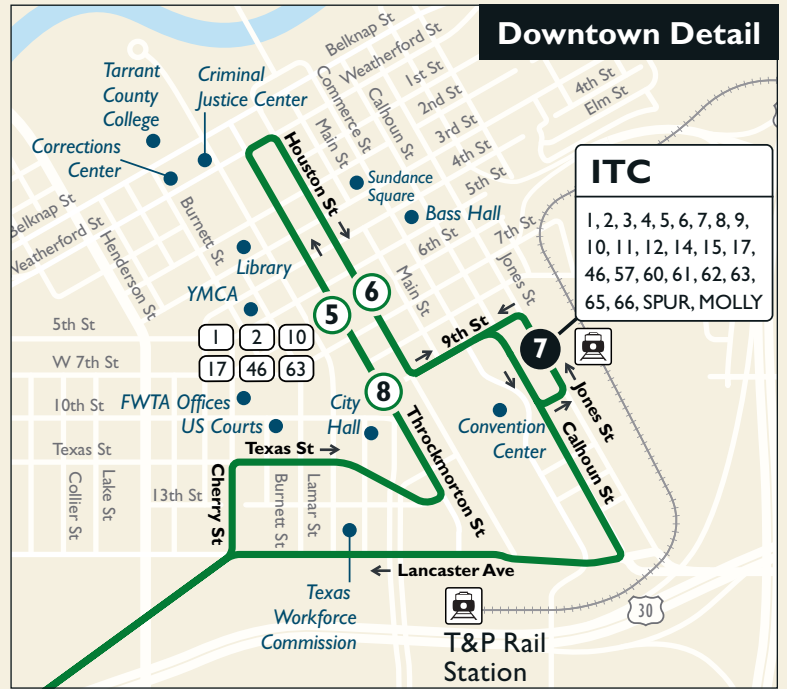 Downtown Detail
Belknap St
Weatherford St
1st St
2nd St
3rd St
4th St
5th St
6th St
7th St
4th St
Elm St
Commerce St
Calhoun St
Main St
Tarrant
County
College
Criminal
Justice Center
Corrections
Center
Houston St
Sundance
Square
Bass Hall
ITC
1, 2, 3, 4, 5, 6, 7, 8, 9,
10, 11, 12, 14, 15, 17,
46, 57, 60, 61, 62, 63,
65, 66, SPUR, MOLLY
Belknap St
Weatherford St
Henderson St
Burnett St
Library
YMCA
Main St
Jones St
6
5
9th St
7
5th St
W 7th St
10th St
Texas St
1 2 10
17 46 63
8
FWTA Offices
US Courts
City
Hall
Convention
Center
Jones St
Calhoun St
Throckmorton St
Texas St
Cherry St
13th St
Collier St
Lake St
Burnett St
Lamar St
Lancaster Ave
Texas
Workforce
Commission
T&P Rail
Station
30